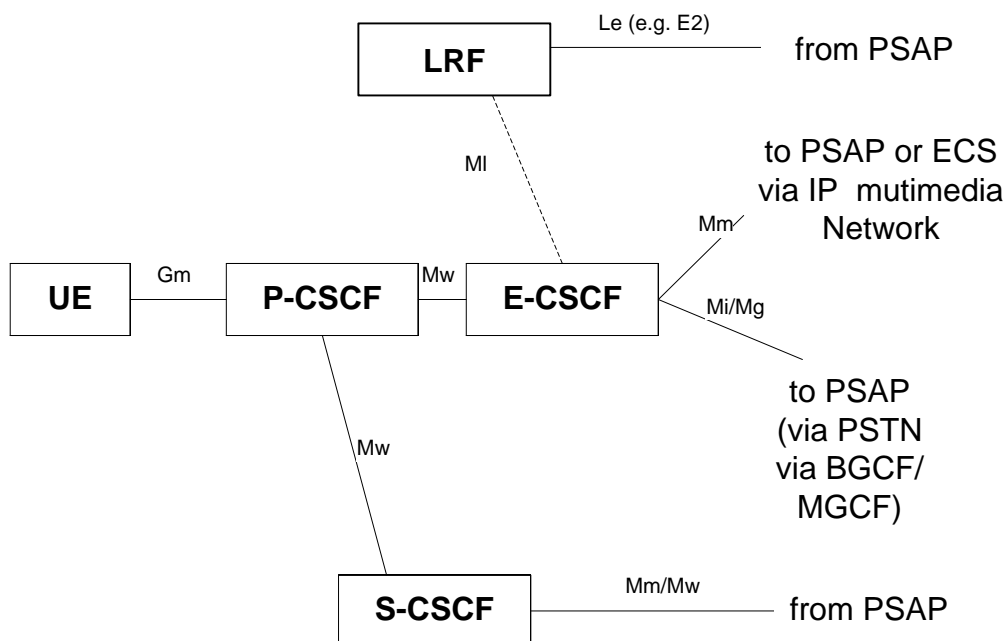 Le (e.g. E2)
from PSAP
LRF
Ml
to PSAP or ECS
via IP mutimedia
Network
Mm
Gm
Mw
UE
P-CSCF
E-CSCF
Mi/Mg
to PSAP
(via PSTN
via BGCF/
MGCF)
Mw
Mm/Mw
S-CSCF
from PSAP